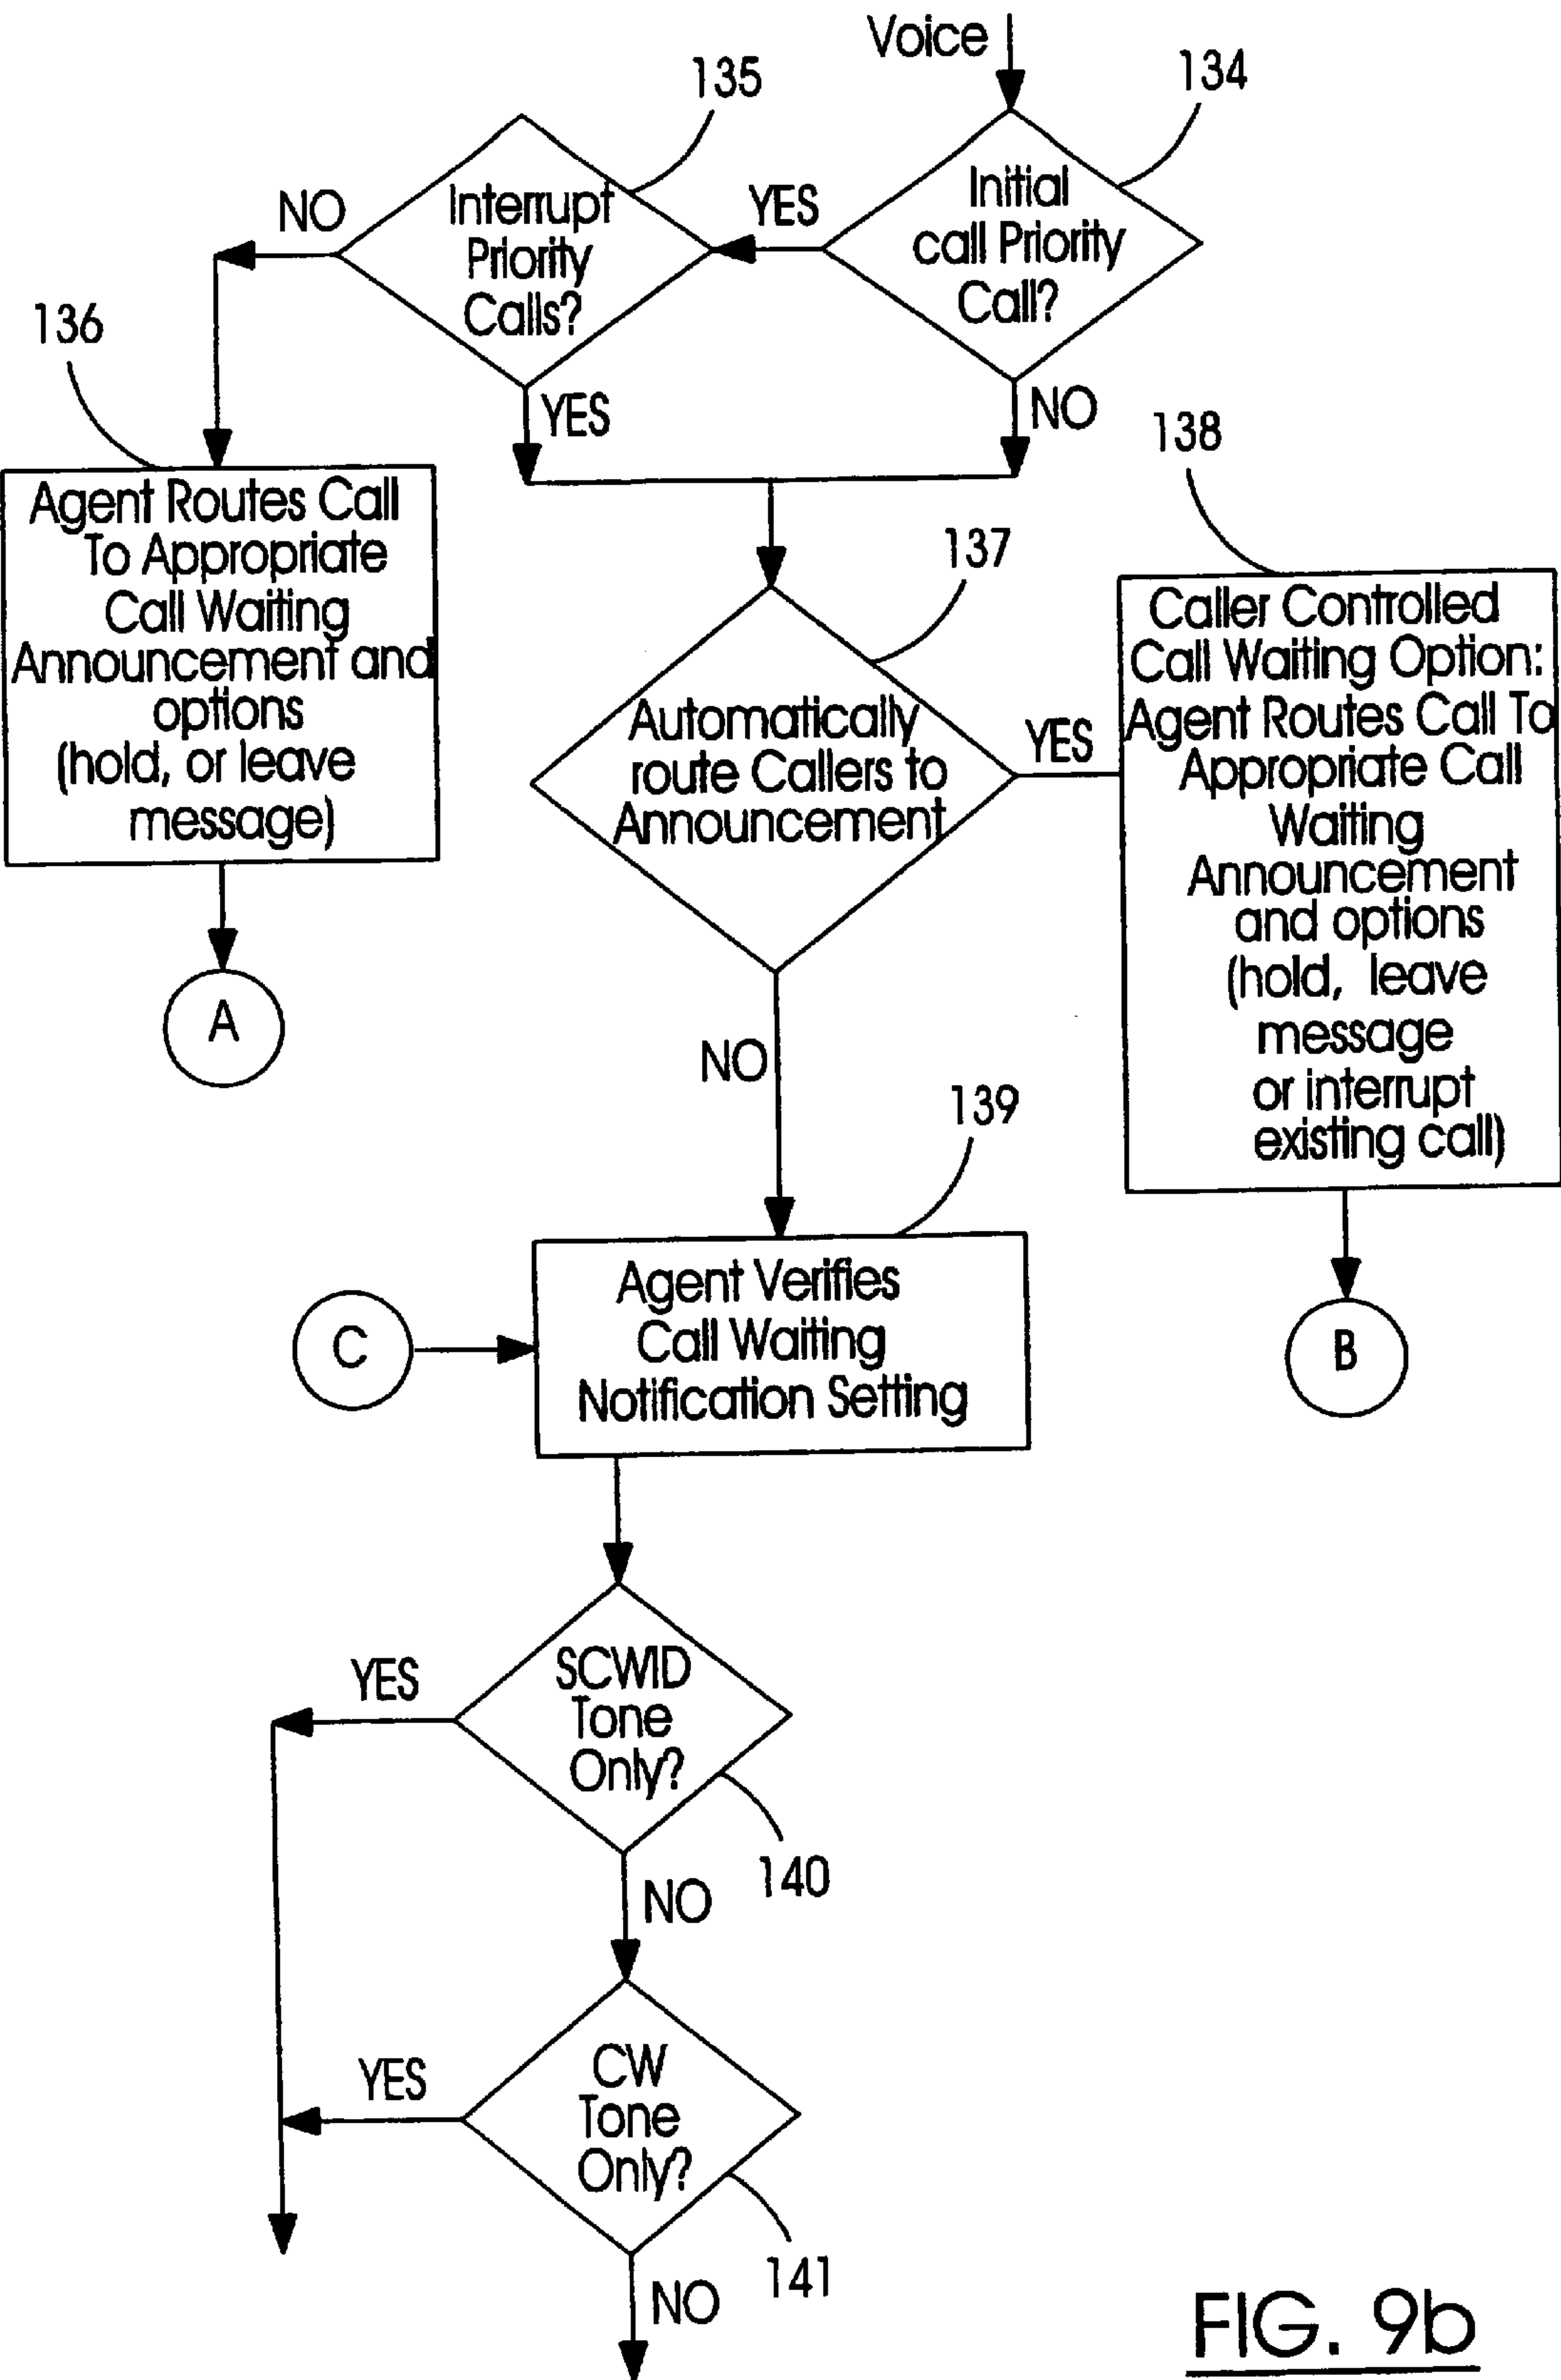 Voice
135
134
Interrupt
Priority
Calls?
NO
YES
Initial
call Priority
Call?
136
YES
NO
138
Agent Routes Call
To Appropriate
Call Waiting
Announcement and
options
(hold, or leave
message)
137
Automatically
route Callers to
Announcement
YES
Caller Controlled
Call Waiting Option:
Agent Routes Call To
Appropriate Call
Waiting
Announcement
and options
(hold, leave
message
or interrupt
existing call)
A
NO
139
Agent Verifies
Call Waiting
Notification Setting
C
B
SCWID
Tone
Only?
YES
140
NO
CW
Tone
Only?
YES
141
NO
FIG. 9b